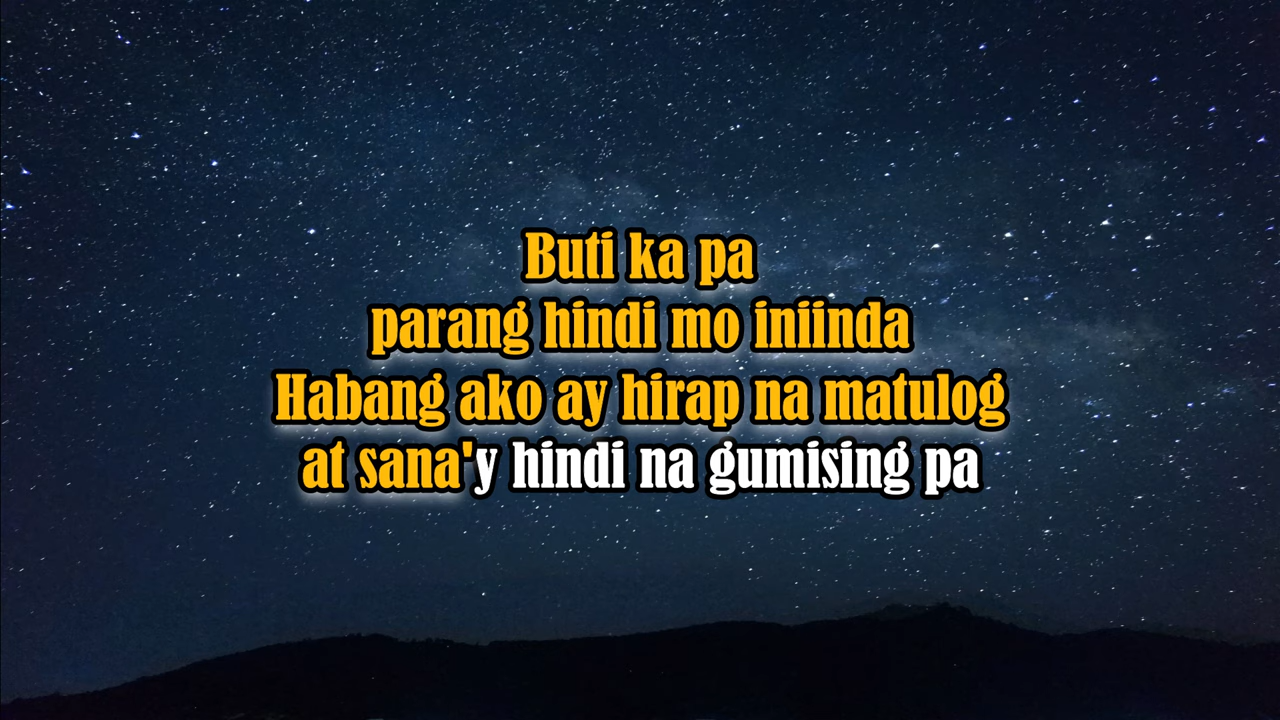 Buti ka pa
parang hindi mo iniinda
Habang ako ay hirap na matulog
at sana'y hindi na gumising pa